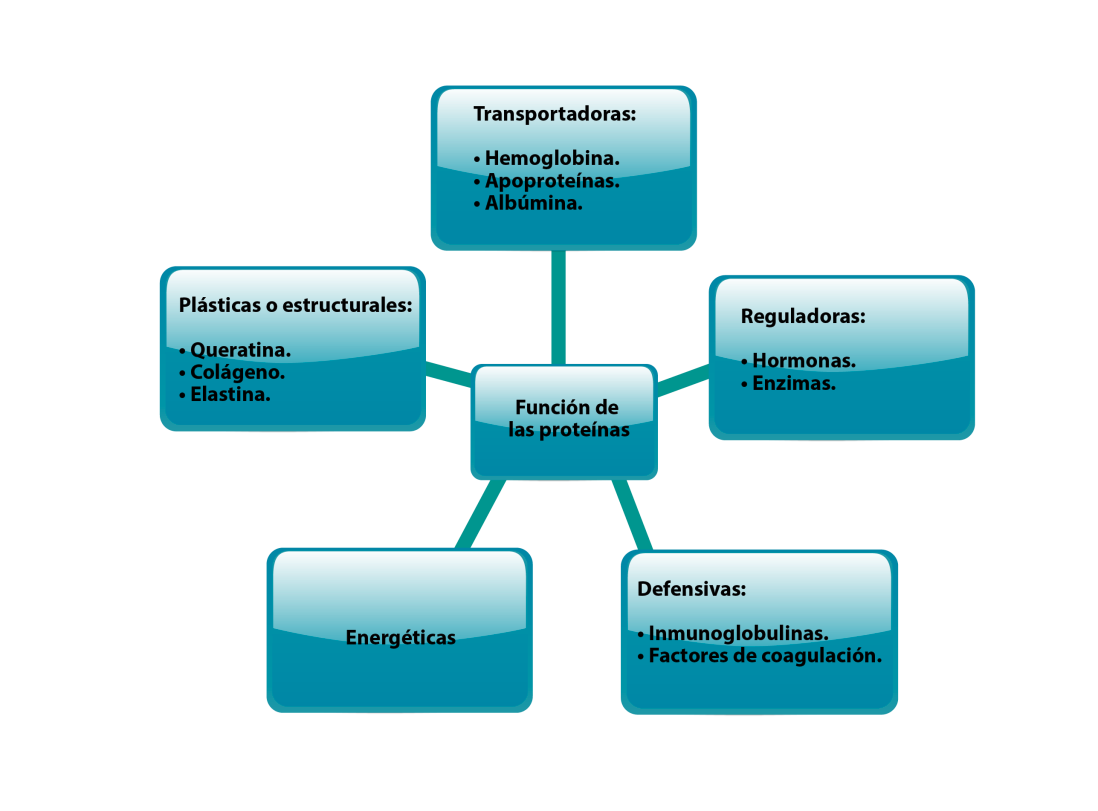 Transportadoras:
• Hemoglobina.
• Apoproteínas.
• Albúmina.
Plásticas o estructurales:
• Queratina.
• Colágeno.
• Elastina.
Reguladoras:
• Hormonas.
• Enzimas.
Función de
las proteínas
Energéticas
Defensivas:
• Inmunoglobulinas.
• Factores de coagulación.